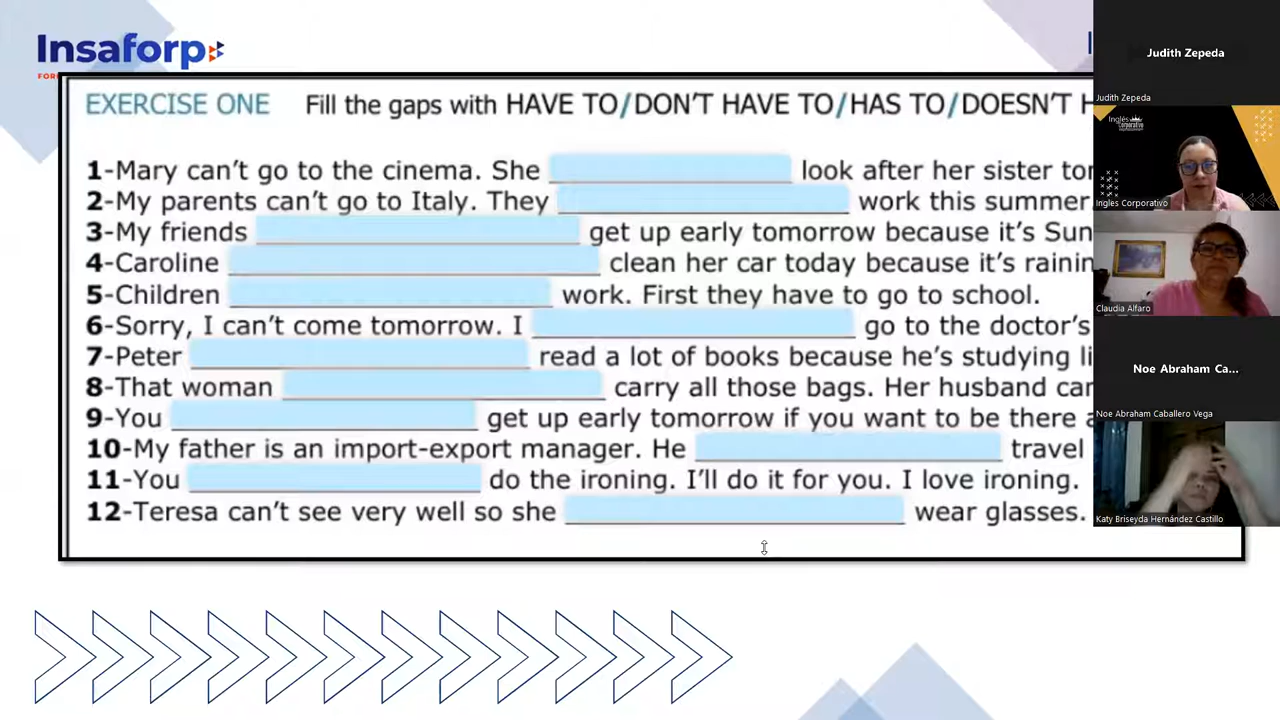 Insaforp
EXERCISE ONE Fill the gaps with HAVE TO/DON'T HAVE TO/HAS TO/DOESN'T
1-Mary can't go to the cinema. She look after her sister
2-My parents can't go to Italy. They work this summer
3-My friends get up early tomorrow because it's
4-Caroline clean her car today because it's
5-Children work. First they have to go to school.
6-Sorry, I can't come tomorrow. I go to the doctor's
7-Peter read a lot of books because he's studying
8-That woman carry all those bags. Her husband
9-You get up early tomorrow if you want to be there
10-My father is an import-export manager. He travel
11-You do the ironing. I'll do it for you. I love ironing.
12-Teresa can't see very well so she wear glasses.
Judith Zepeda
Judith Zepeda
Inglés Corporativo
Ingles Corporativo
Claudia Alfaro
Noe Abraham Ca...
Noe Abraham Caballero Vega
Katy Briseyda Hernández Castillo